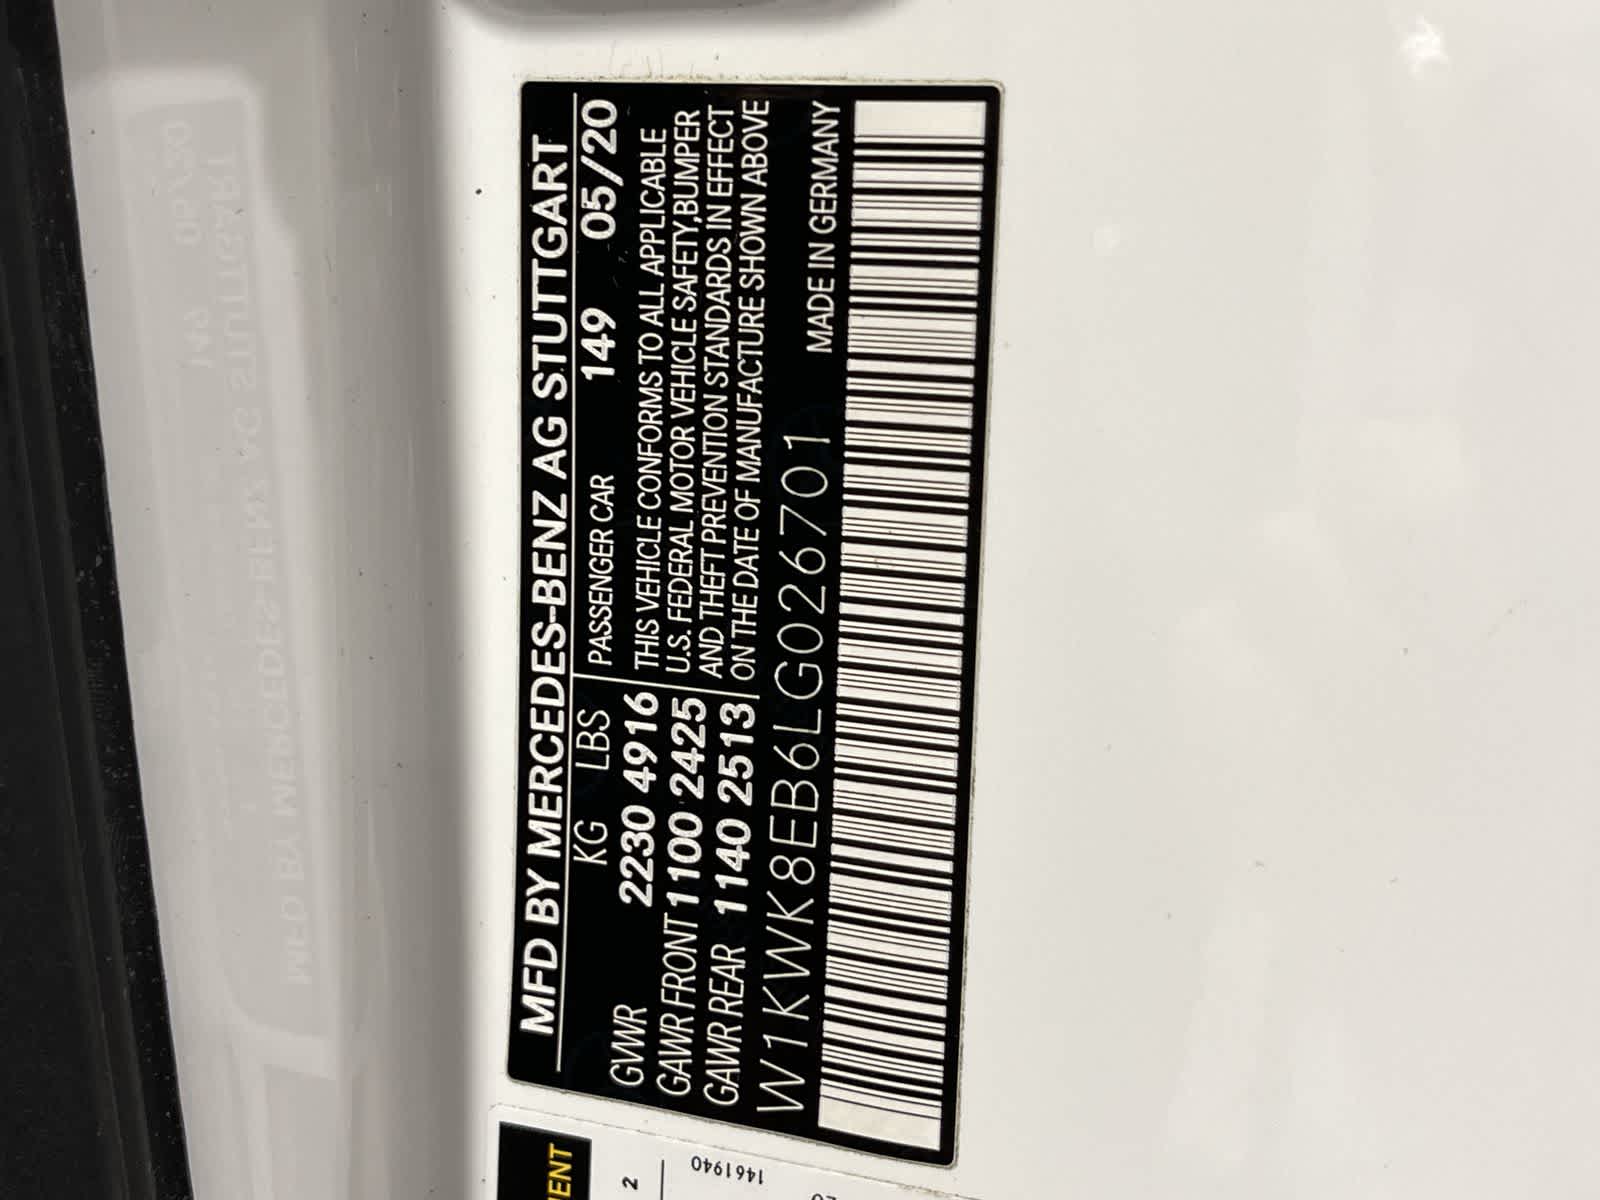 MFD BY MERCEDES-BENZ AG STUTTGART
KG LBS PASSENGER CAR 149 05/20
GVWR 2230 4916
GAWR FRONT 1100 2425
GAWR REAR 1140 2513
THIS VEHICLE CONFORMS TO ALL APPLICABLE
U.S. FEDERAL MOTOR VEHICLE SAFETY,BUMPER
AND THEFT PREVENTION STANDARDS IN EFFECT
ON THE DATE OF MANUFACTURE SHOWN ABOVE
W1KWK8EB6LG026701 MADE IN GERMANY
2
1461940